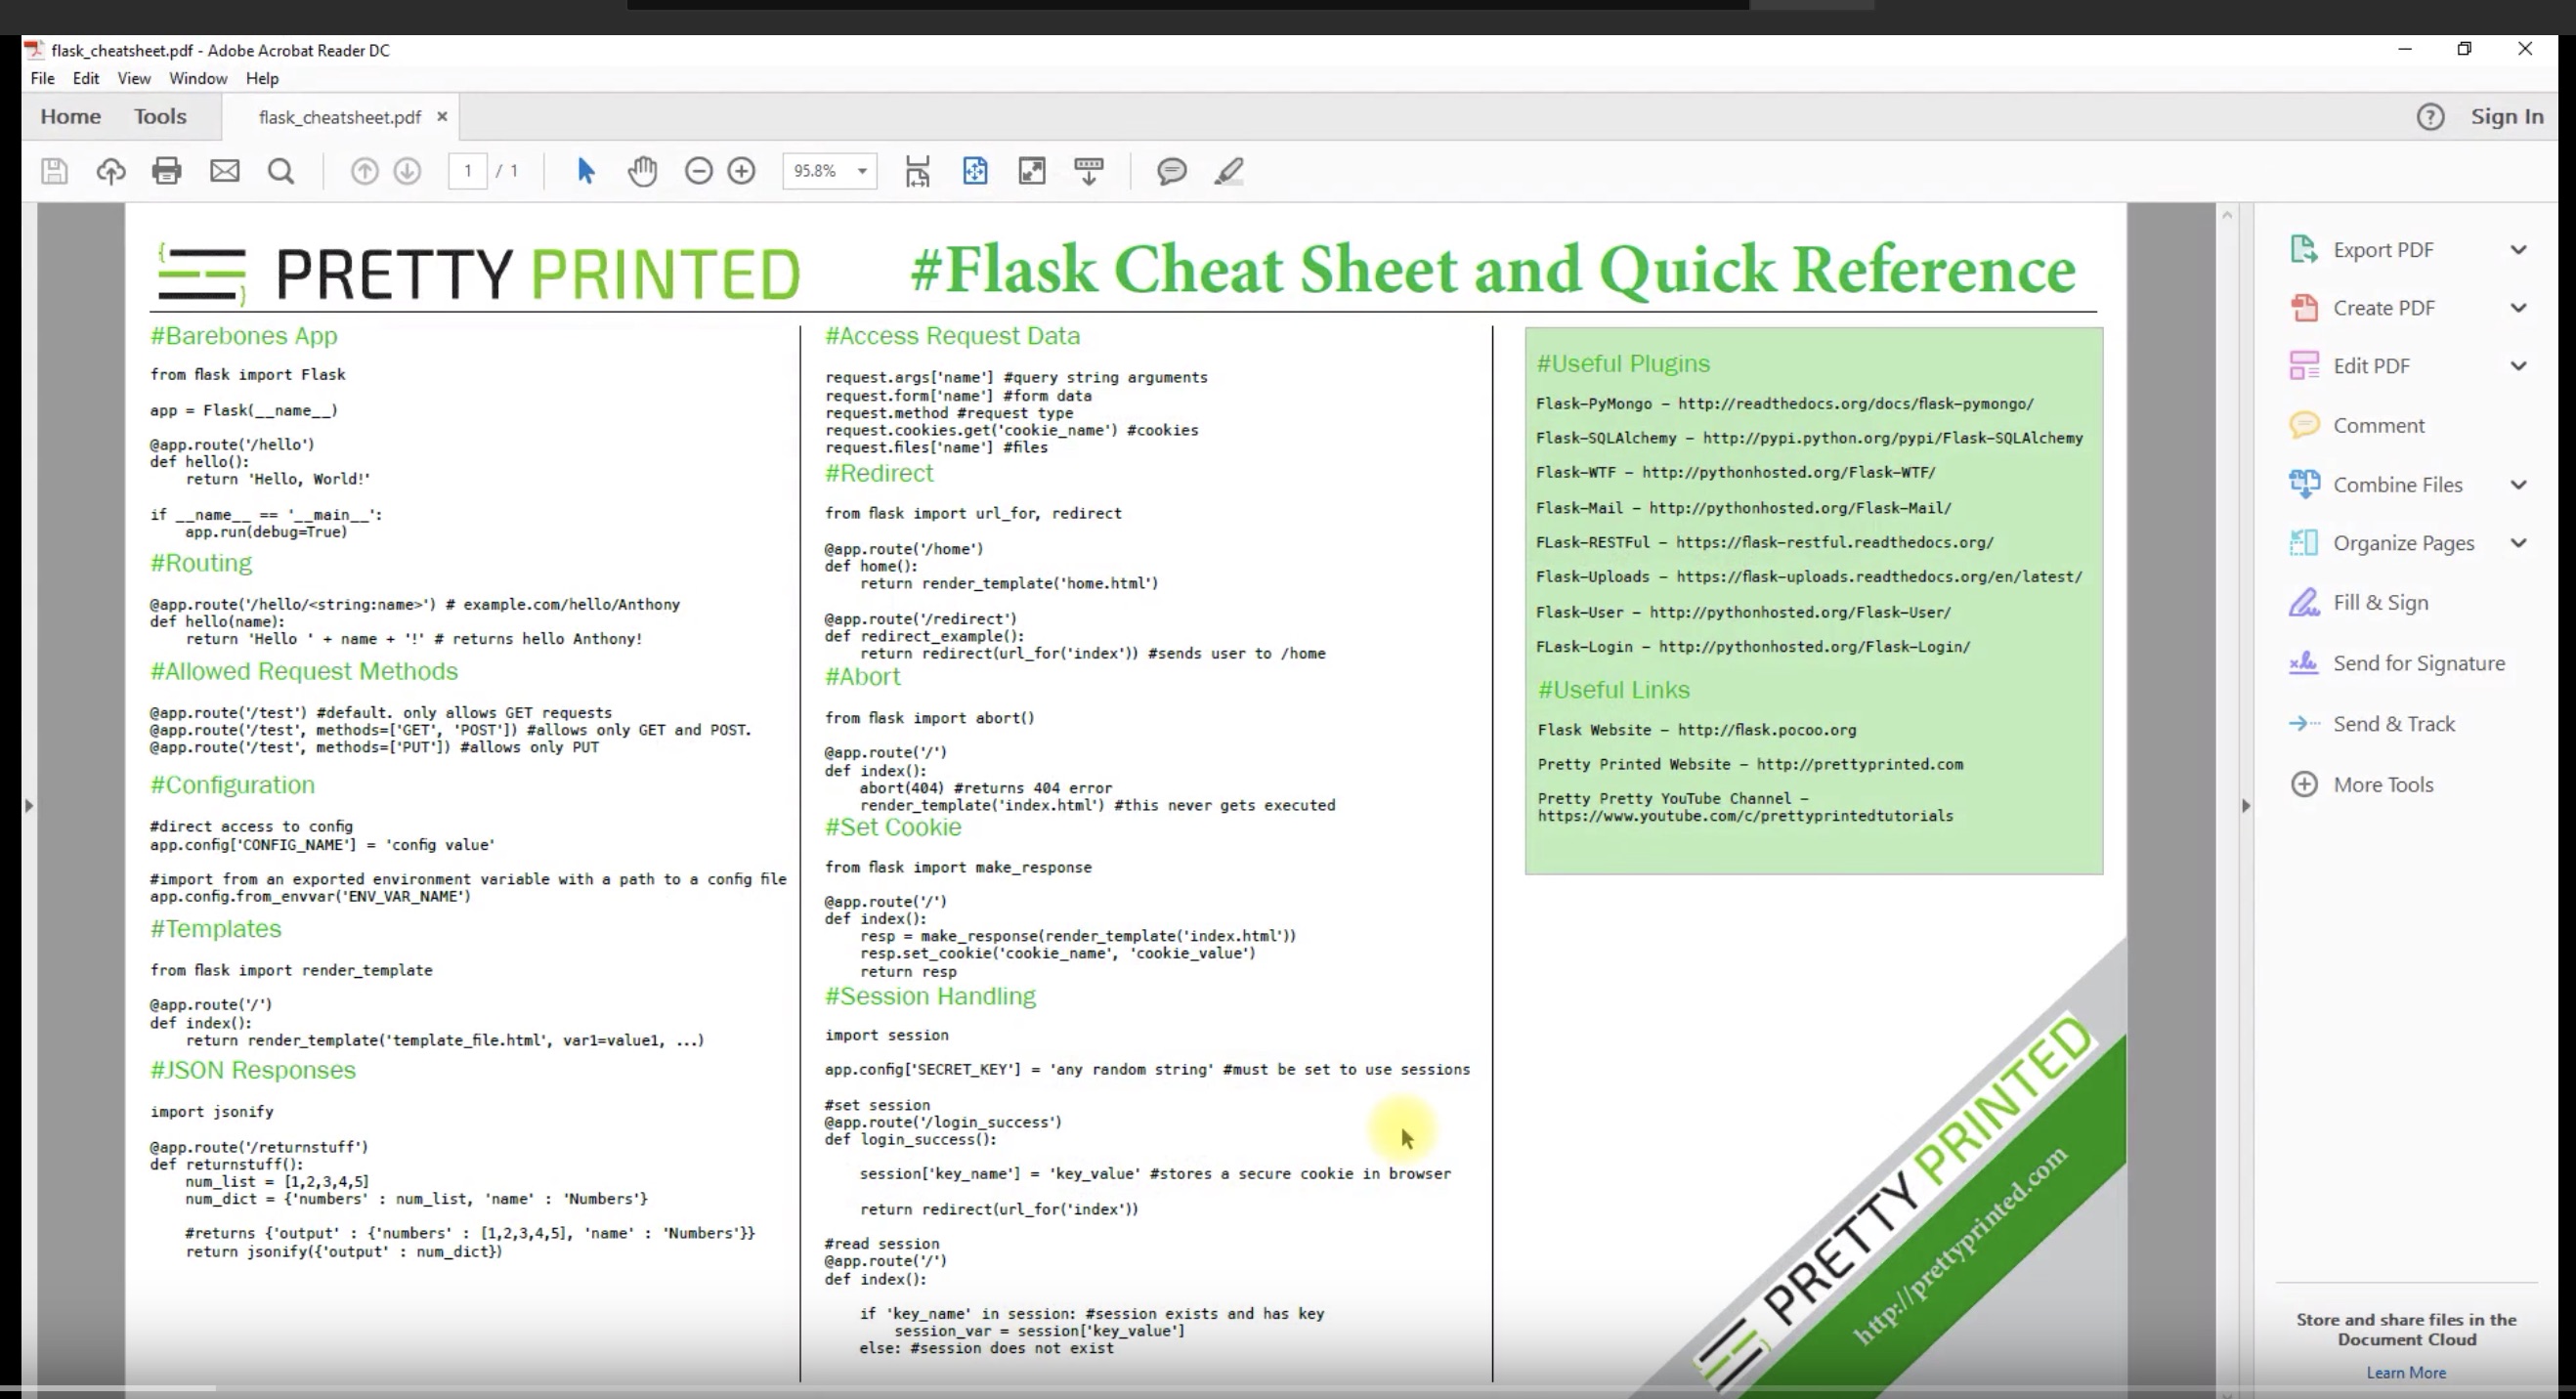 flask_cheatsheet.pdf - Adobe Acrobat Reader DC
File Edit View Window Help
Home Tools flask_cheatsheet.pdf × ? Sign In
1 / 1 95.8%
PRETTY PRINTED #Flask Cheat Sheet and Quick Reference
#Barebones App
from flask import Flask
app = Flask(__name__)
@app.route('/hello')
def hello():
    return 'Hello, World!'
if __name__ == '__main__':
    app.run(debug=True)
#Routing
@app.route('/hello/<string:name>') # example.com/hello/Anthony
def hello(name):
    return 'Hello ' + name + '!' # returns hello Anthony!
#Allowed Request Methods
@app.route('/test') #default. only allows GET requests
@app.route('/test', methods=['GET', 'POST']) #allows only GET and POST.
@app.route('/test', methods=['PUT']) #allows only PUT
#Configuration
#direct access to config
app.config['CONFIG_NAME'] = 'config value'
#import from an exported environment variable with a path to a config file
app.config.from_envvar('ENV_VAR_NAME')
#Templates
from flask import render_template
@app.route('/')
def index():
    return render_template('template_file.html', var1=value1, ...)
#JSON Responses
import jsonify
@app.route('/returnstuff')
def returnstuff():
    num_list = [1,2,3,4,5]
    num_dict = {'numbers' : num_list, 'name' : 'Numbers'}
    #returns {'output' : {'numbers' : [1,2,3,4,5], 'name' : 'Numbers'}}
    return jsonify({'output' : num_dict})
#Access Request Data
request.args['name'] #query string arguments
request.form['name'] #form data
request.method #request type
request.cookies.get('cookie_name') #cookies
request.files['name'] #files
#Redirect
from flask import url_for, redirect
@app.route('/home')
def home():
    return render_template('home.html')
@app.route('/redirect')
def redirect_example():
    return redirect(url_for('index')) #sends user to /home
#Abort
from flask import abort()
@app.route('/')
def index():
    abort(404) #returns 404 error
    render_template('index.html') #this never gets executed
#Set Cookie
from flask import make_response
@app.route('/')
def index():
    resp = make_response(render_template('index.html'))
    resp.set_cookie('cookie_name', 'cookie_value')
    return resp
#Session Handling
import session
app.config['SECRET_KEY'] = 'any random string' #must be set to use sessions
#set session
@app.route('/login_success')
def login_success():
    session['key_name'] = 'key_value' #stores a secure cookie in browser
    return redirect(url_for('index'))
#read session
@app.route('/')
def index():
    if 'key_name' in session: #session exists and has key
        session_var = session['key_value']
    else: #session does not exist
#Useful Plugins
Flask-PyMongo – http://readthedocs.org/docs/flask-pymongo/
Flask-SQLAlchemy – http://pypi.python.org/pypi/Flask-SQLAlchemy
Flask-WTF – http://pythonhosted.org/Flask-WTF/
Flask-Mail – http://pythonhosted.org/Flask-Mail/
FLask-RESTFul – https://flask-restful.readthedocs.org/
Flask-Uploads – https://flask-uploads.readthedocs.org/en/latest/
Flask-User – http://pythonhosted.org/Flask-User/
FLask-Login – http://pythonhosted.org/Flask-Login/
#Useful Links
Flask Website – http://flask.pocoo.org
Pretty Printed Website – http://prettyprinted.com
Pretty Pretty YouTube Channel –
https://www.youtube.com/c/prettyprintedtutorials
PRETTY PRINTED
http://prettyprinted.com
Export PDF
Create PDF
Edit PDF
Comment
Combine Files
Organize Pages
Fill & Sign
Send for Signature
Send & Track
More Tools
Store and share files in the
Document Cloud
Learn More